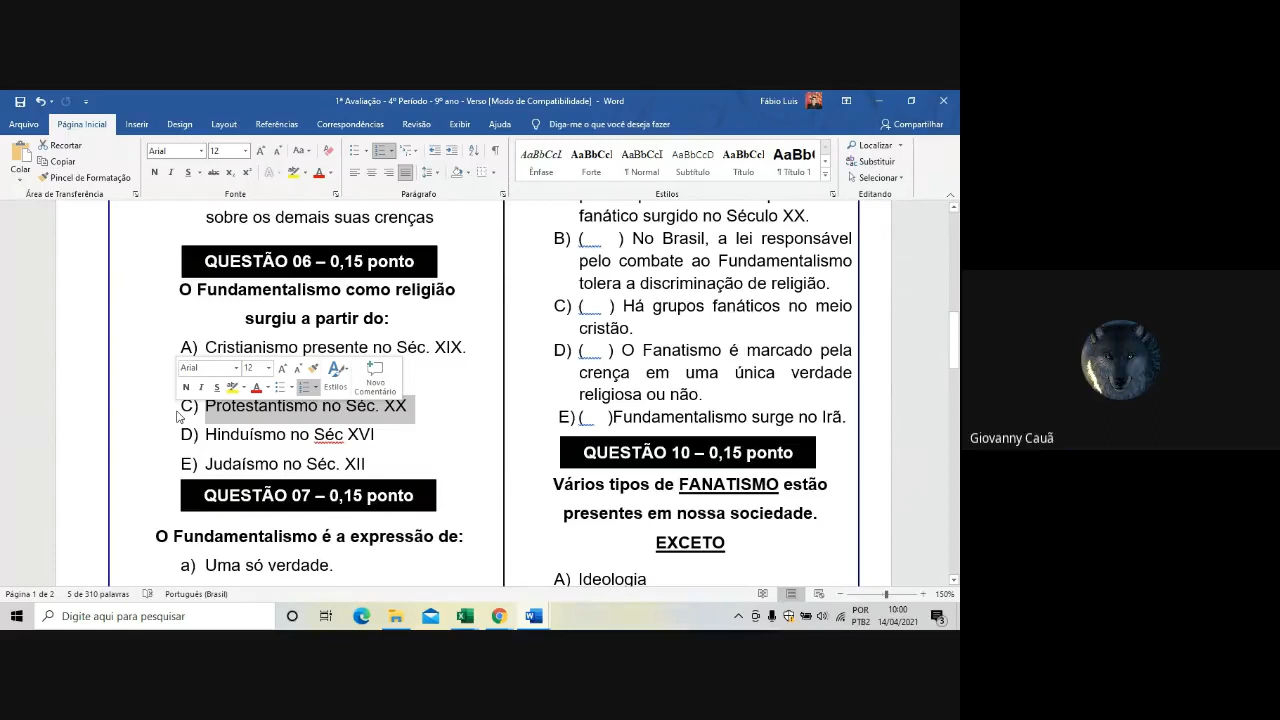 1ª Avaliação - 4º Período - 9º ano - Verso [Modo de Compatibilidade] - Word
Fábio Luis
Arquivo
Página Inicial
Inserir
Design
Layout
Referências
Correspondências
Revisão
Exibir
Ajuda
Diga-me o que você deseja fazer
Compartilhar
Colar
Recortar
Copiar
Pincel de Formatação
Área de Transferência
Arial
12
Fonte
Parágrafo
AaBbCcI
Ênfase
AaBbCcl
Forte
AaBbCcI
¶ Normal
AaBbCcD
Subtítulo
AaBbCcl
Título
AaBb(
¶ Título 1
Estilos
Localizar
Substituir
Selecionar
Editando
sobre os demais suas crenças
QUESTÃO 06 – 0,15 ponto
O Fundamentalismo como religião
surgiu a partir do:
A) Cristianismo presente no Séc. XIX.
Arial
12
Estilos
Novo
Comentário
C) Protestantismo no Séc. XX
D) Hinduísmo no Séc XVI
E) Judaísmo no Séc. XII
QUESTÃO 07 – 0,15 ponto
O Fundamentalismo é a expressão de:
a) Uma só verdade.
fanático surgido no Século XX.
B) (__ ) No Brasil, a lei responsável
pelo combate ao Fundamentalismo
tolera a discriminação de religião.
C) (__ ) Há grupos fanáticos no meio
cristão.
D) (__ ) O Fanatismo é marcado pela
crença em uma única verdade
religiosa ou não.
E) (__ )Fundamentalismo surge no Irã.
QUESTÃO 10 – 0,15 ponto
Vários tipos de FANATISMO estão
presentes em nossa sociedade.
EXCETO
A) Ideologia
Página 1 de 2
5 de 310 palavras
Português (Brasil)
150%
Digite aqui para pesquisar
POR
PTB2
10:00
14/04/2021
3
Giovanny Cauã